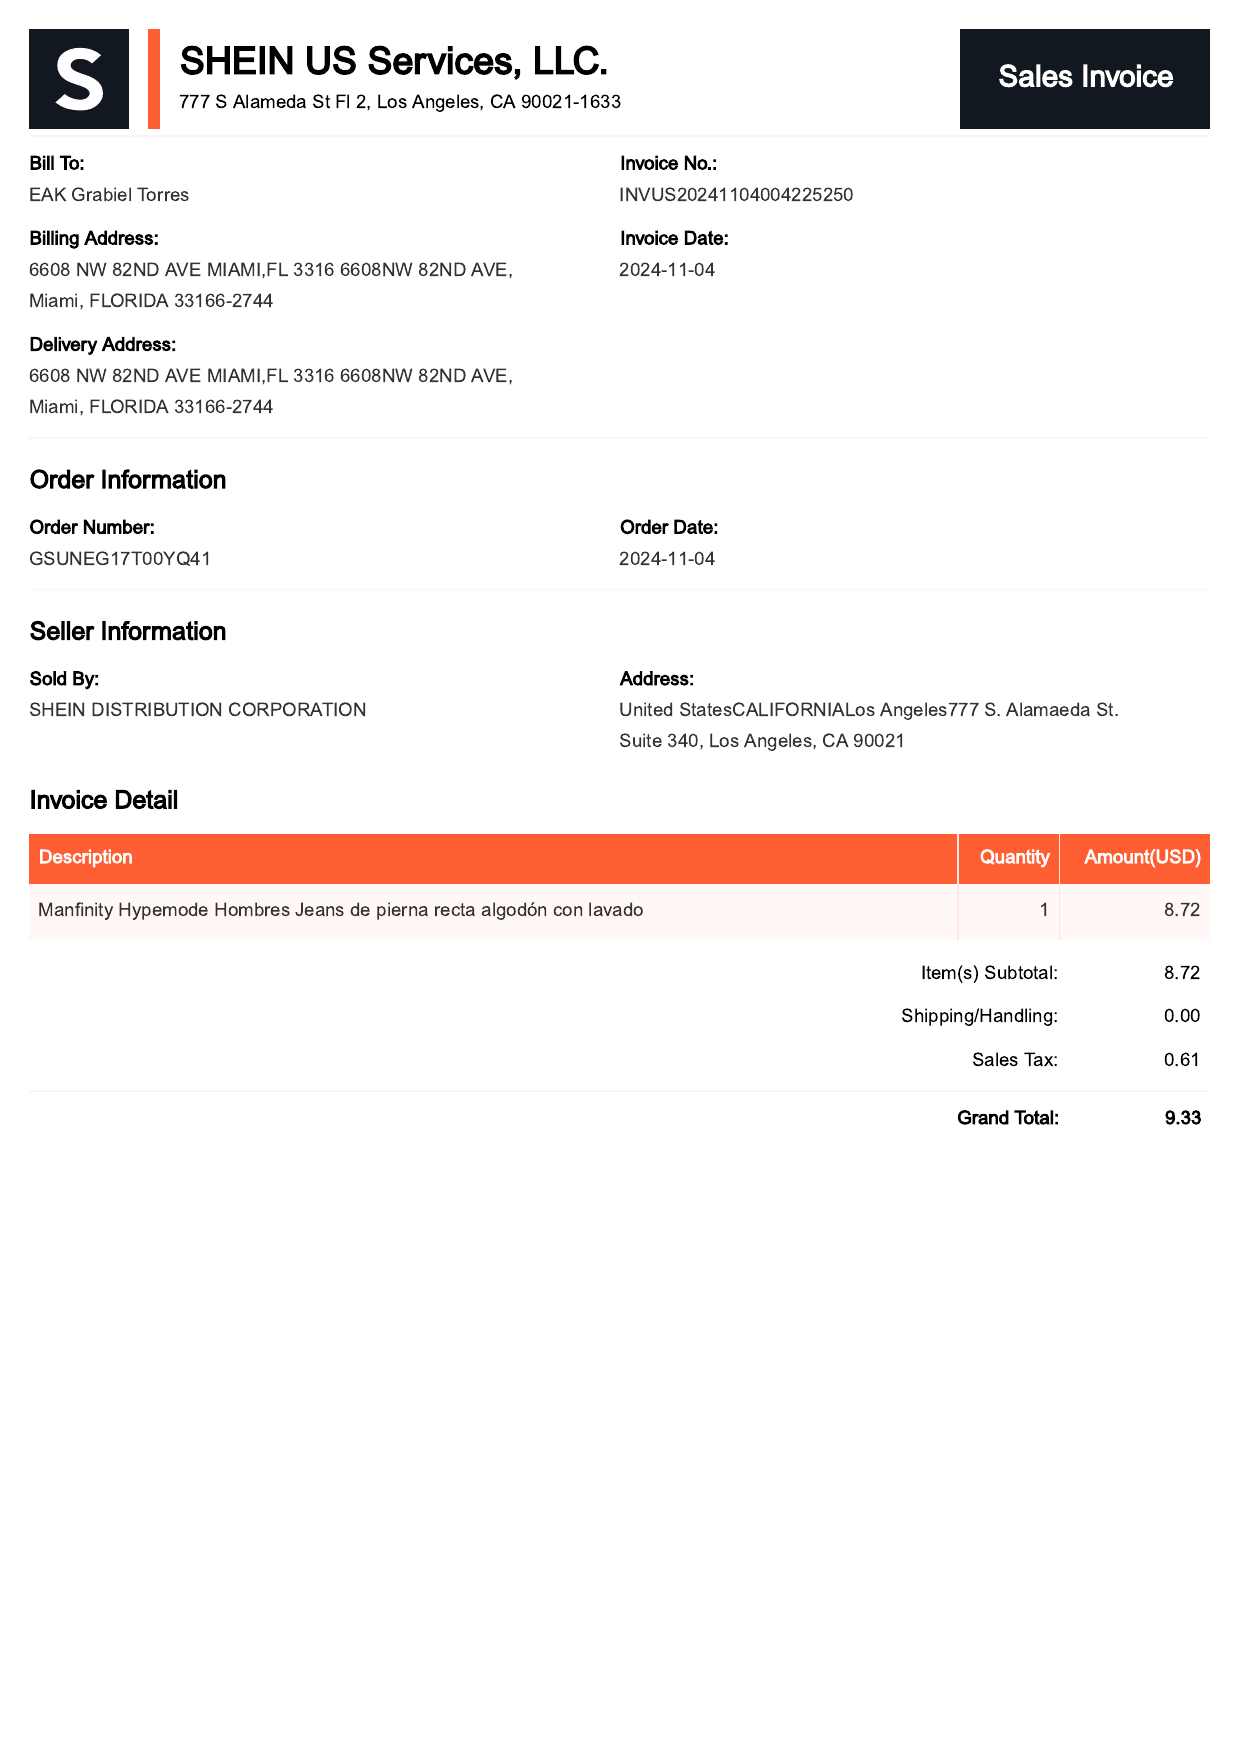 S
SHEIN US Services, LLC.
777 S Alameda St Fl 2, Los Angeles, CA 90021-1633
Sales Invoice
Bill To:
EAK Grabiel Torres
Invoice No.:
INVUS20241104004225250
Billing Address:
6608 NW 82ND AVE MIAMI,FL 3316 6608NW 82ND AVE,
Miami, FLORIDA 33166-2744
Invoice Date:
2024-11-04
Delivery Address:
6608 NW 82ND AVE MIAMI,FL 3316 6608NW 82ND AVE,
Miami, FLORIDA 33166-2744
Order Information
Order Number:
GSUNEG17T00YQ41
Order Date:
2024-11-04
Seller Information
Sold By:
SHEIN DISTRIBUTION CORPORATION
Address:
United StatesCALIFORNIALos Angeles777 S. Alamaeda St.
Suite 340, Los Angeles, CA 90021
Invoice Detail
Description Quantity Amount(USD)
Manfinity Hypemode Hombres Jeans de pierna recta algodón con lavado 1 8.72
Item(s) Subtotal: 8.72
Shipping/Handling: 0.00
Sales Tax: 0.61
Grand Total: 9.33